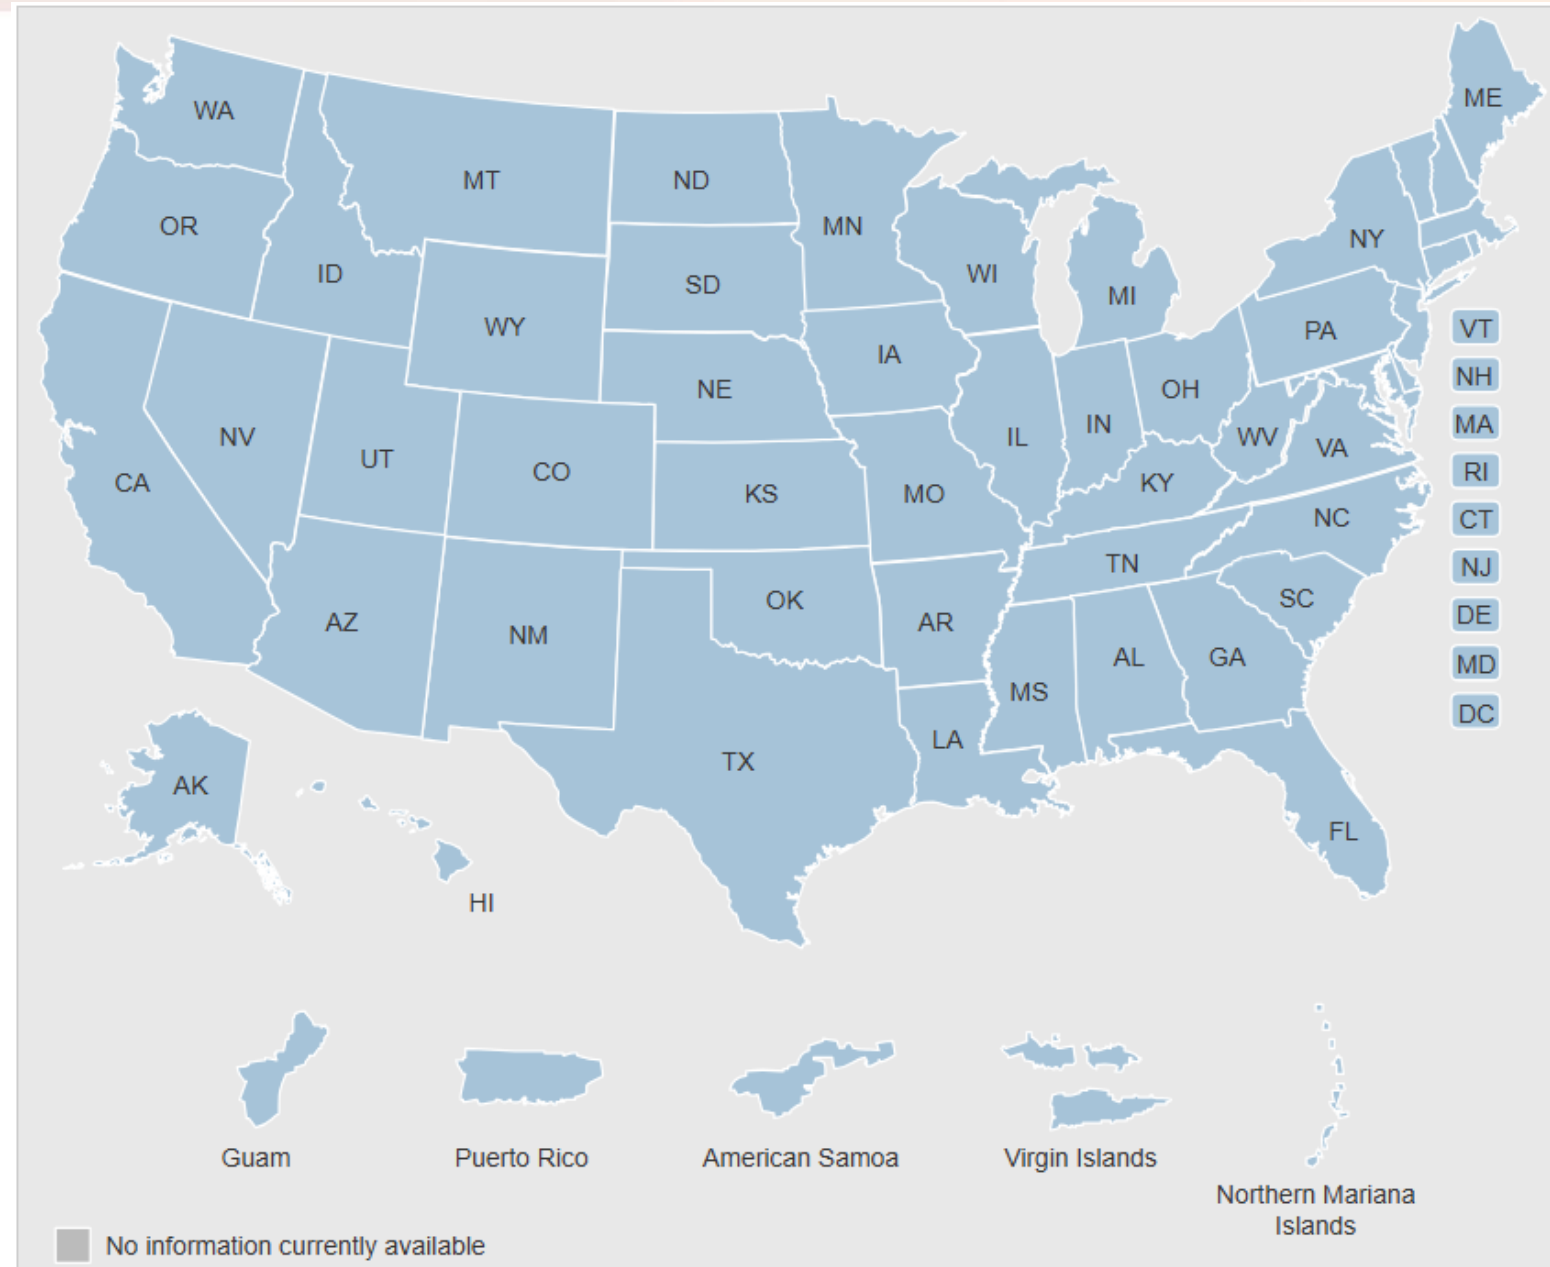 WA
ME
MT
ND
OR
MN
NY
ID
SD
WI
MI
WY
PA
VT
IA
NH
NE
OH
MA
NV
IL
IN
WV
VA
UT
CO
RI
CA
KS
MO
KY
NC
CT
TN
NJ
OK
SC
DE
AZ
NM
AR
AL
GA
MD
MS
DC
LA
TX
AK
FL
HI
Guam
Puerto Rico
American Samoa
Virgin Islands
Northern Mariana
Islands
No information currently available